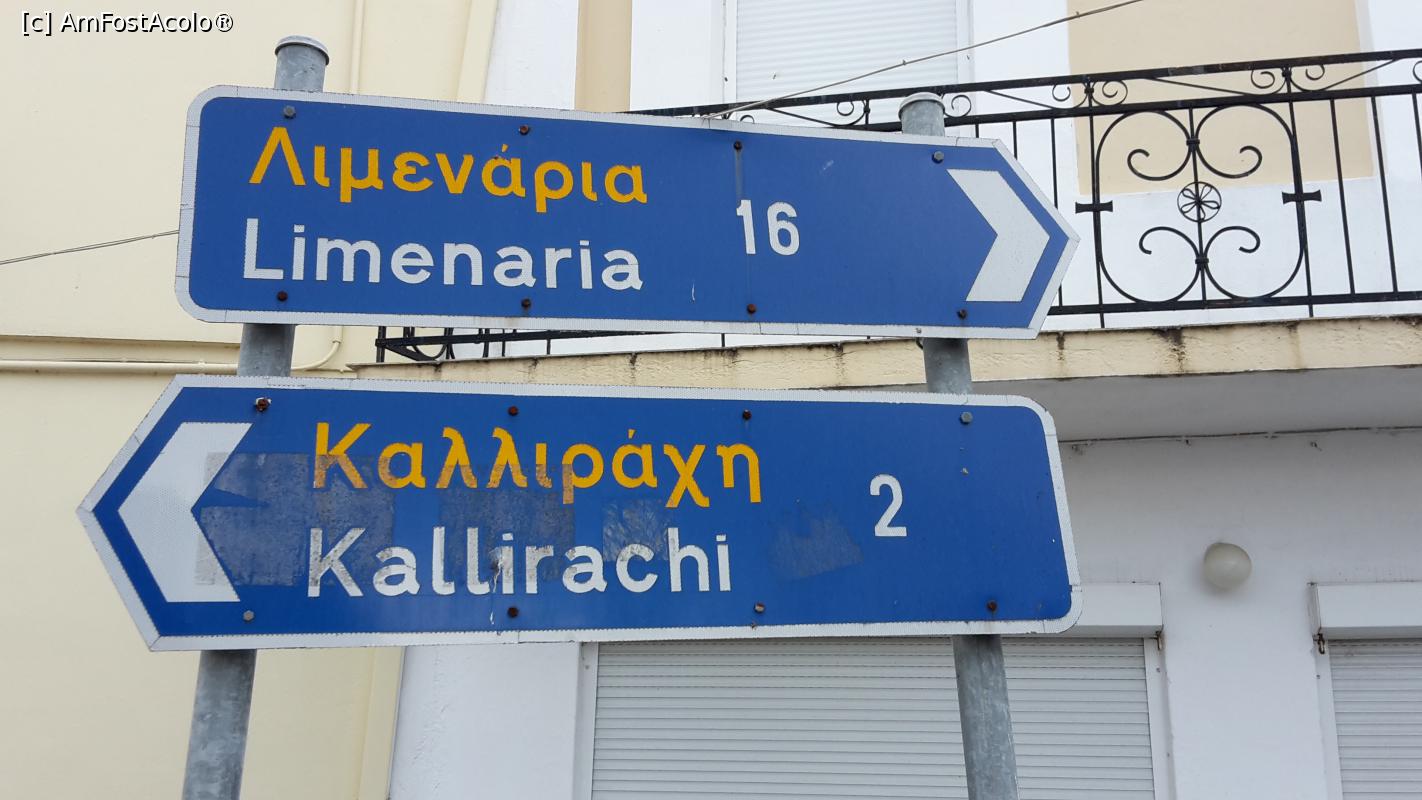 [c] AmFostAcolo®
Λιμενάρια
Limenaria
16
Καλλιράχη
Kallirachi
2